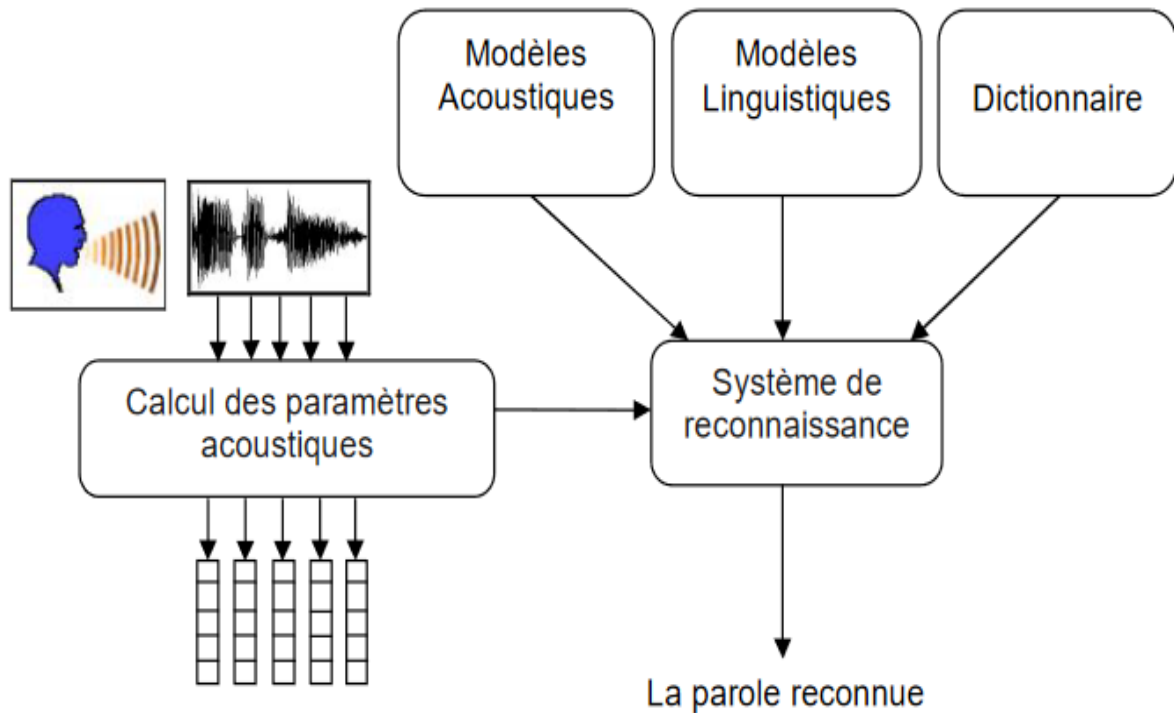 Modèles
Acoustiques
Modèles
Linguistiques
Dictionnaire
Calcul des paramètres
acoustiques
Système de
reconnaissance
La parole reconnue